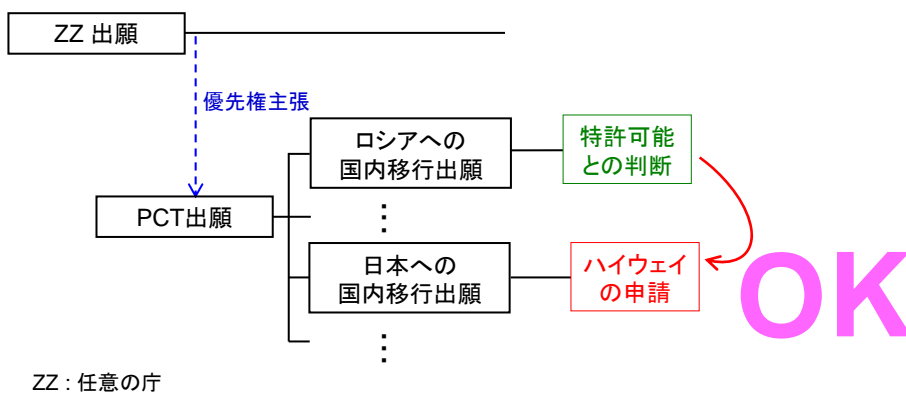 ZZ 出願
優先権主張
ロシアへの
国内移行出願
特許可能
との判断
PCT出願
⋮
日本への
国内移行出願
ハイウェイ
の申請
OK
⋮
ZZ : 任意の庁